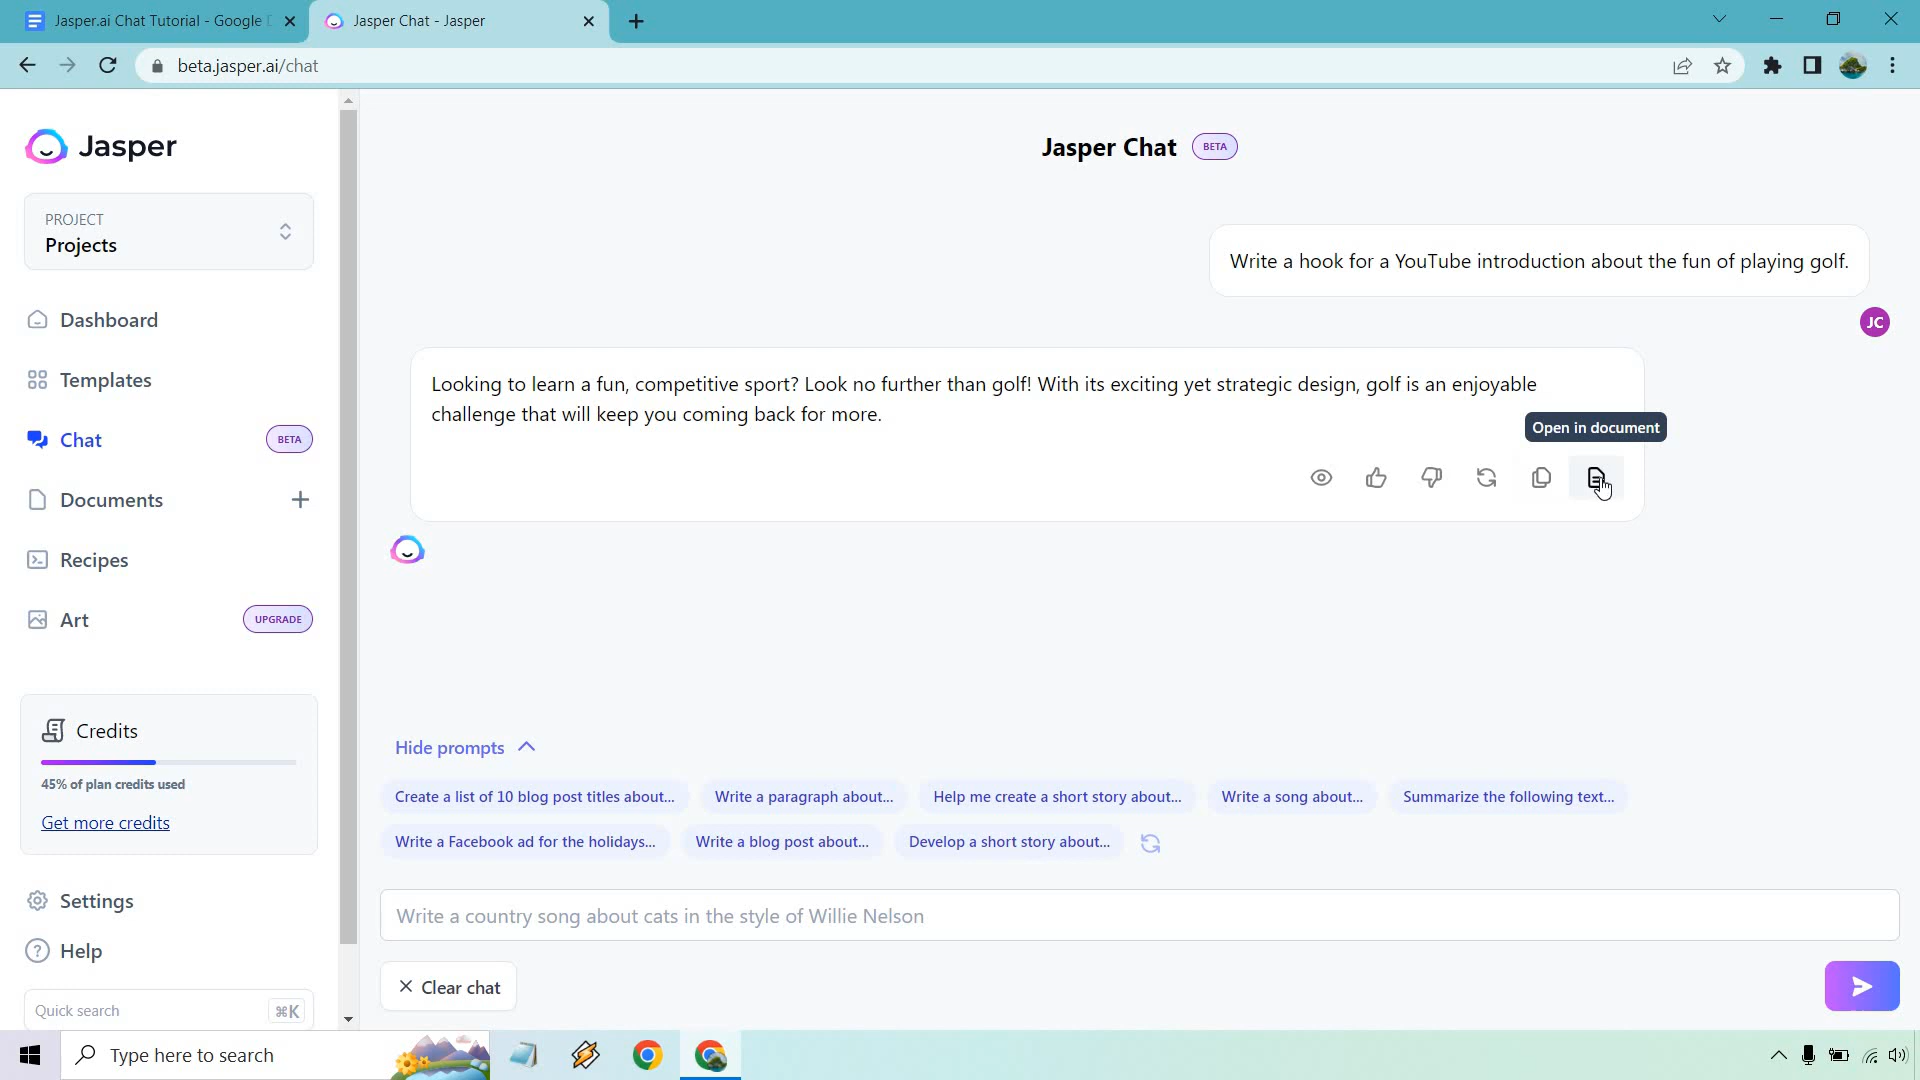 Jasper.ai Chat Tutorial - Google
Jasper Chat - Jasper
beta.jasper.ai/chat
Jasper
PROJECT
Projects
Dashboard
Templates
Chat
BETA
Documents
Recipes
Art
UPGRADE
Credits
45% of plan credits used
Get more credits
Settings
Help
Quick search
⌘K
Jasper Chat
BETA
Write a hook for a YouTube introduction about the fun of playing golf.
JC
Looking to learn a fun, competitive sport? Look no further than golf! With its exciting yet strategic design, golf is an enjoyable
challenge that will keep you coming back for more.
Open in document
Hide prompts
Create a list of 10 blog post titles about...
Write a paragraph about...
Help me create a short story about...
Write a song about...
Summarize the following text...
Write a Facebook ad for the holidays...
Write a blog post about...
Develop a short story about...
Write a country song about cats in the style of Willie Nelson
Clear chat
Type here to search